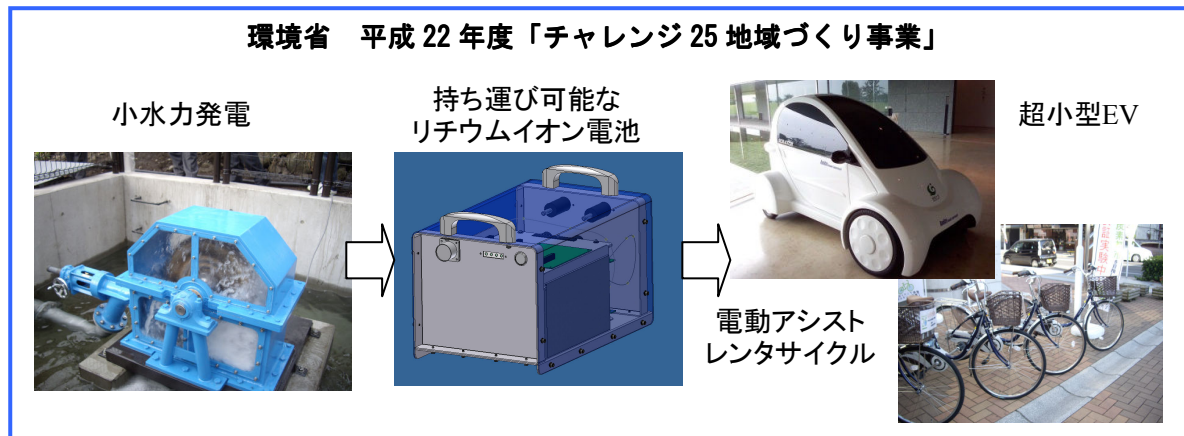 環境省 平成 22 年度「チャレンジ 25 地域づくり事業」
小水力発電
持ち運び可能な
リチウムイオン電池
超小型EV
電動アシスト
レンタサイクル